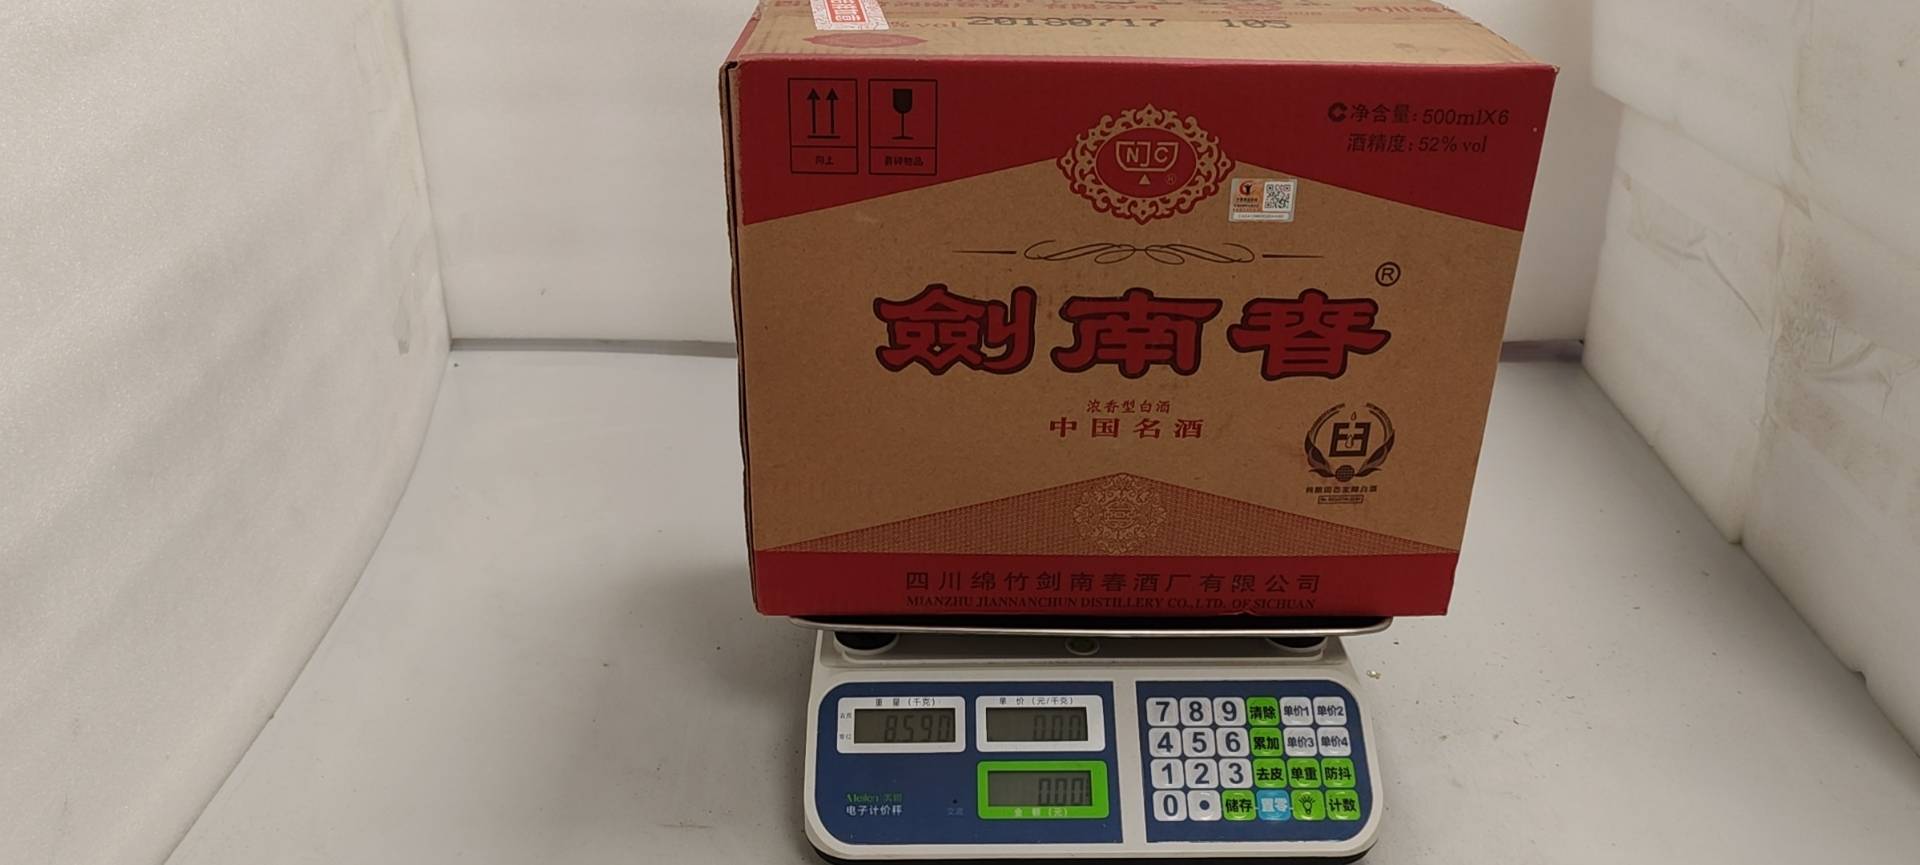 20180717 105
向上
易碎物品
净含量: 500mlX6
酒精度: 52% vol
NJC
®
劍南春®
浓香型白酒
中国名酒
四川绵竹剑南春酒厂有限公司
MIANZHU JIANNANCHUN DISTILLERY CO.,LTD. OF SICHUAN
重量 (千克)
单价 (元/千克)
8.590
0.00
0.00
金额 (元)
Meilen
电子计价秤
交流
7 8 9 清除 单价1 单价2
4 5 6 累加 单价3 单价4
1 2 3 去皮 单重 防抖
0 储存 置零 计数